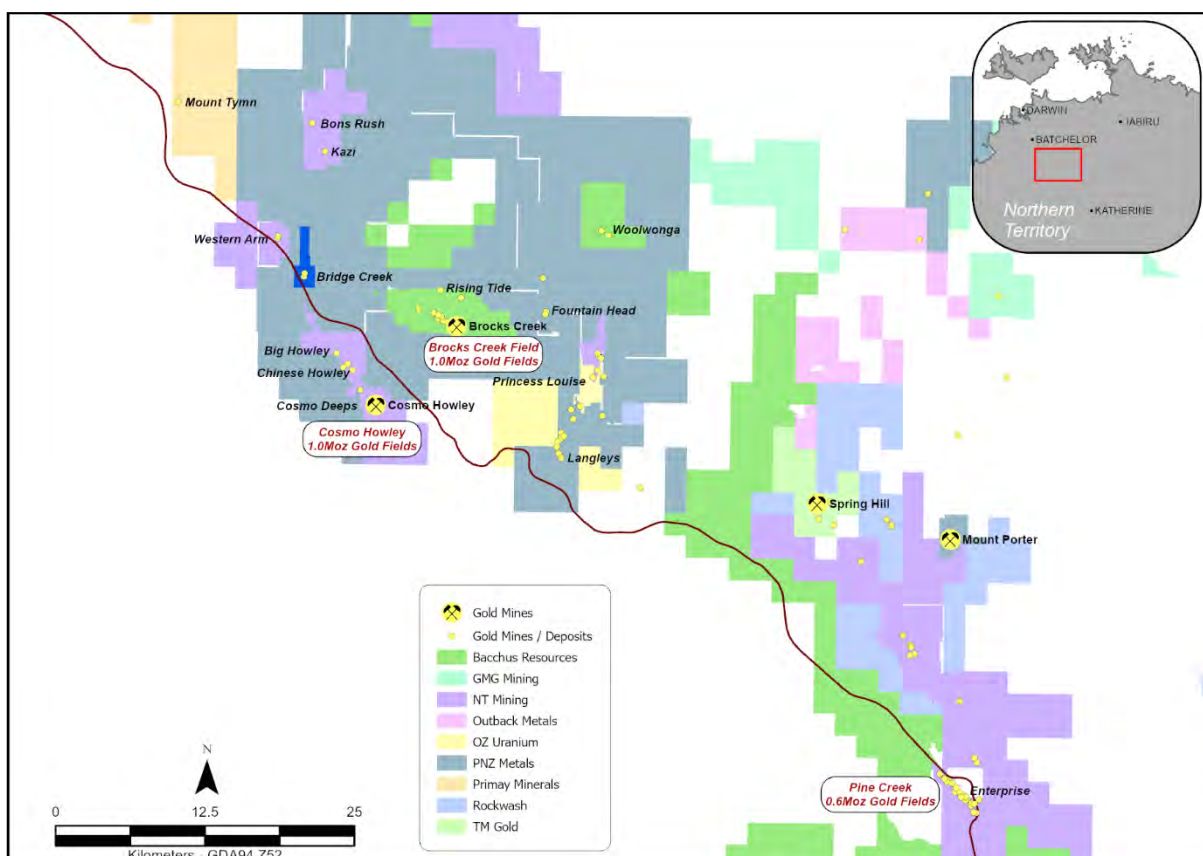 Mount Tymn
Bons Rush
Kazi
Western Arm
Bridge Creek
Woolwonga
Rising Tide
Fountain Head
Brocks Creek
Brocks Creek Field
1.0Moz Gold Fields
Big Howley
Chinese Howley
Princess Louise
Cosmo Deeps
Cosmo Howley
Cosmo Howley
1.0Moz Gold Fields
Langleys
Spring Hill
Mount Porter
Pine Creek
0.6Moz Gold Fields
Enterprise
DARWIN
JABIRU
BATCHELOR
KATHERINE
Northern
Territory
Gold Mines
Gold Mines / Deposits
Bacchus Resources
GMG Mining
NT Mining
Outback Metals
OZ Uranium
PNZ Metals
Primay Minerals
Rockwash
TM Gold
N
0 12.5 25
Kilometers - GDA94 Z52